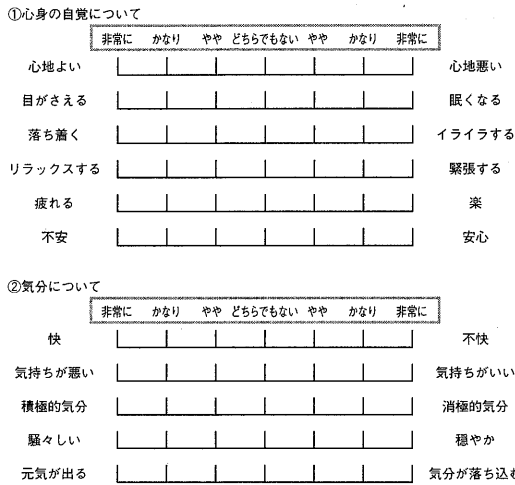 ①心身の自覚について
非常に かなり やや どちらでもない やや かなり 非常に
心地よい 心地悪い
目がさえる 眠くなる
落ち着く イライラする
リラックスする 緊張する
疲れる 楽
不安 安心
②気分について
非常に かなり やや どちらでもない やや かなり 非常に
快 不快
気持ちが悪い 気持ちがいい
積極的気分 消極的気分
騒々しい 穏やか
元気が出る 気分が落ち込む